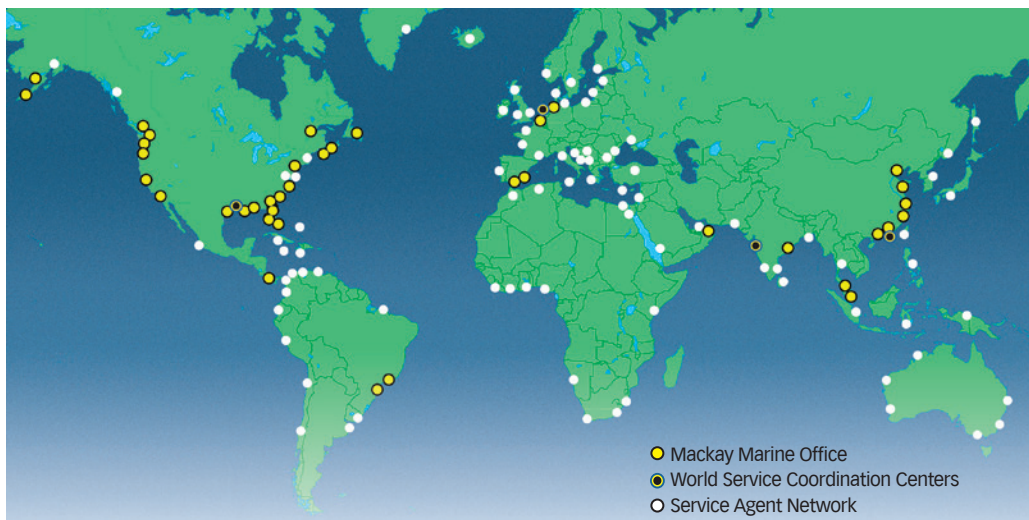 Mackay Marine Office
World Service Coordination Centers
Service Agent Network